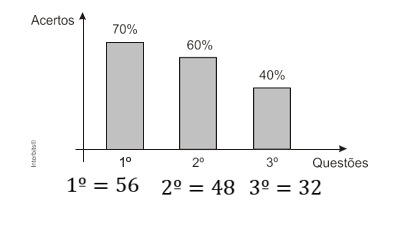 Acertos
70%
60%
40%
Interbits®
1º
2º
3º
Questões
1º = 56
2º = 48
3º = 32